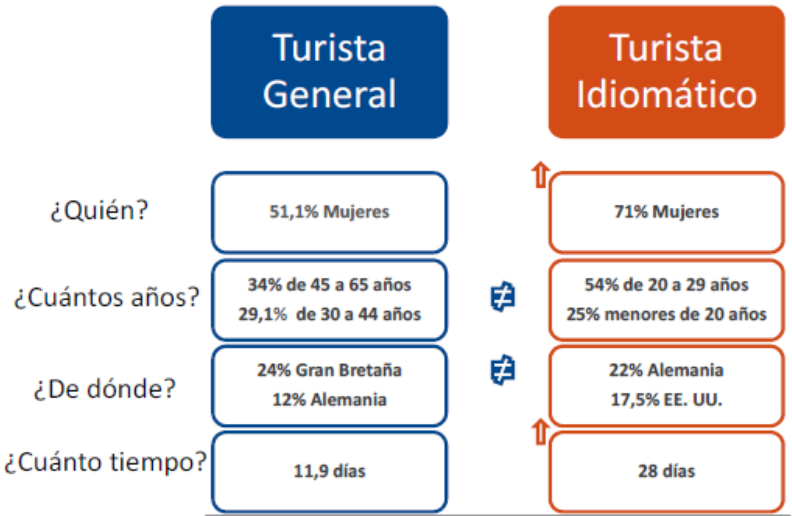 Turista
General
Turista
Idiomático
¿Quién?
51,1% Mujeres
⇧
71% Mujeres
¿Cuántos años?
34% de 45 a 65 años
29,1% de 30 a 44 años
≠
54% de 20 a 29 años
25% menores de 20 años
¿De dónde?
24% Gran Bretaña
12% Alemania
≠
22% Alemania
17,5% EE. UU.
¿Cuánto tiempo?
11,9 días
⇧
28 días